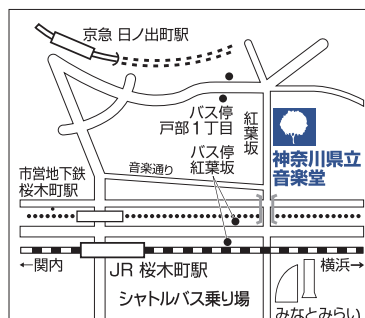 京急 日ノ出町駅
バス停
戸部1丁目
紅葉坂
バス停
紅葉坂
神奈川県立
音楽堂
市営地下鉄
桜木町駅
音楽通り
←関内
横浜→
JR 桜木町駅
シャトルバス乗り場
みなとみらい